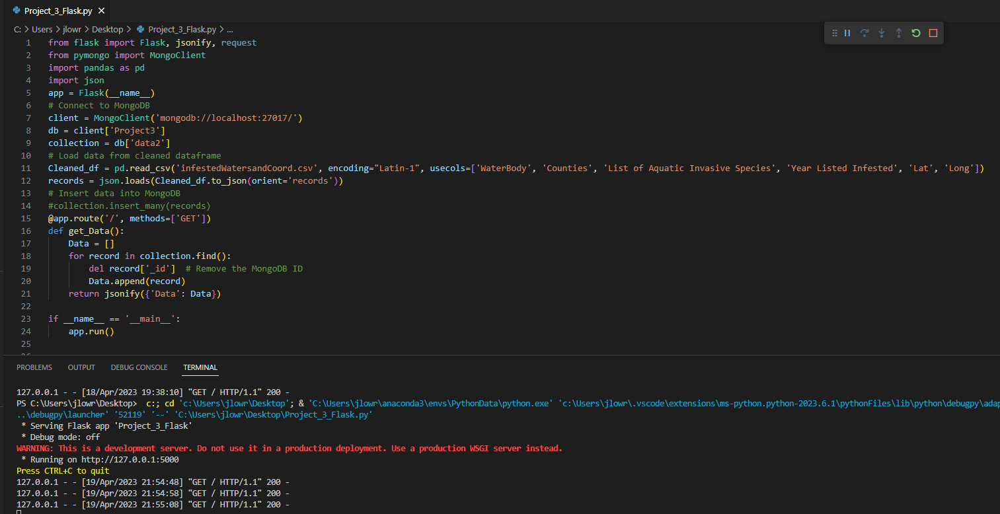 Project_3_Flask.py
C: > Users > jlowr > Desktop > Project_3_Flask.py > ...
1 from flask import Flask, jsonify, request
2 from pymongo import MongoClient
3 import pandas as pd
4 import json
5 app = Flask(__name__)
6 # Connect to MongoDB
7 client = MongoClient('mongodb://localhost:27017/')
8 db = client['Project3']
9 collection = db['data2']
10 # Load data from cleaned dataframe
11 Cleaned_df = pd.read_csv('infestedWatersandCoord.csv', encoding="Latin-1", usecols=['WaterBody', 'Counties', 'List of Aquatic Invasive Species', 'Year Listed Infested', 'Lat', 'Long'])
12 records = json.loads(Cleaned_df.to_json(orient='records'))
13 # Insert data into MongoDB
14 #collection.insert_many(records)
15 @app.route('/', methods=['GET'])
16 def get_Data():
17     Data = []
18     for record in collection.find():
19         del record['_id']  # Remove the MongoDB ID
20         Data.append(record)
21     return jsonify({'Data': Data})
22
23 if __name__ == '__main__':
24     app.run()
25
PROBLEMS OUTPUT DEBUG CONSOLE TERMINAL
127.0.0.1 - - [18/Apr/2023 19:38:10] "GET / HTTP/1.1" 200 -
PS C:\Users\jlowr\Desktop>  c:; cd 'c:\Users\jlowr\Desktop'; & 'C:\Users\jlowr\anaconda3\envs\PythonData\python.exe' 'c:\Users\jlowr\.vscode\extensions\ms-python.python-2023.6.1\pythonFiles\lib\python\debugpy\adap
..\debugpy\launcher' '52119' '--' 'C:\Users\jlowr\Desktop\Project_3_Flask.py'
 * Serving Flask app 'Project_3_Flask'
 * Debug mode: off
WARNING: This is a development server. Do not use it in a production deployment. Use a production WSGI server instead.
 * Running on http://127.0.0.1:5000
Press CTRL+C to quit
127.0.0.1 - - [19/Apr/2023 21:54:48] "GET / HTTP/1.1" 200 -
127.0.0.1 - - [19/Apr/2023 21:54:58] "GET / HTTP/1.1" 200 -
127.0.0.1 - - [19/Apr/2023 21:55:08] "GET / HTTP/1.1" 200 -